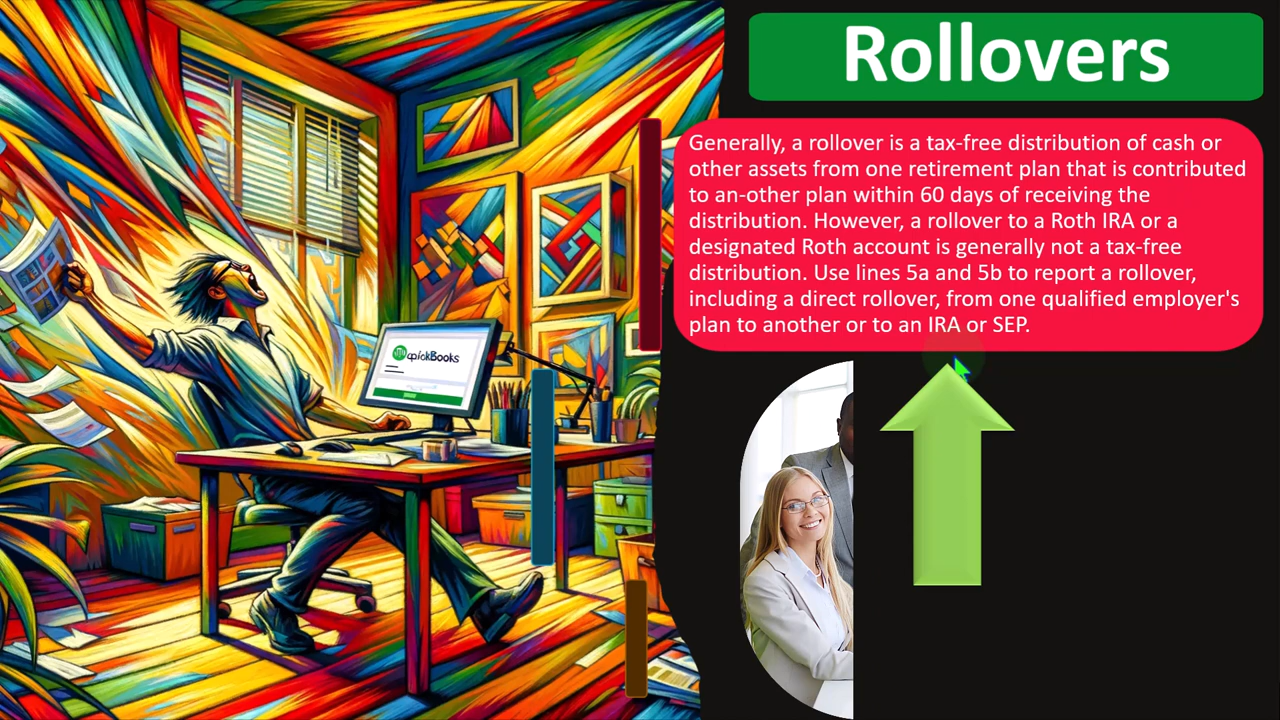 Rollovers
Generally, a rollover is a tax-free distribution of cash or
other assets from one retirement plan that is contributed
to an-other plan within 60 days of receiving the
distribution. However, a rollover to a Roth IRA or a
designated Roth account is generally not a tax-free
distribution. Use lines 5a and 5b to report a rollover,
including a direct rollover, from one qualified employer's
plan to another or to an IRA or SEP.